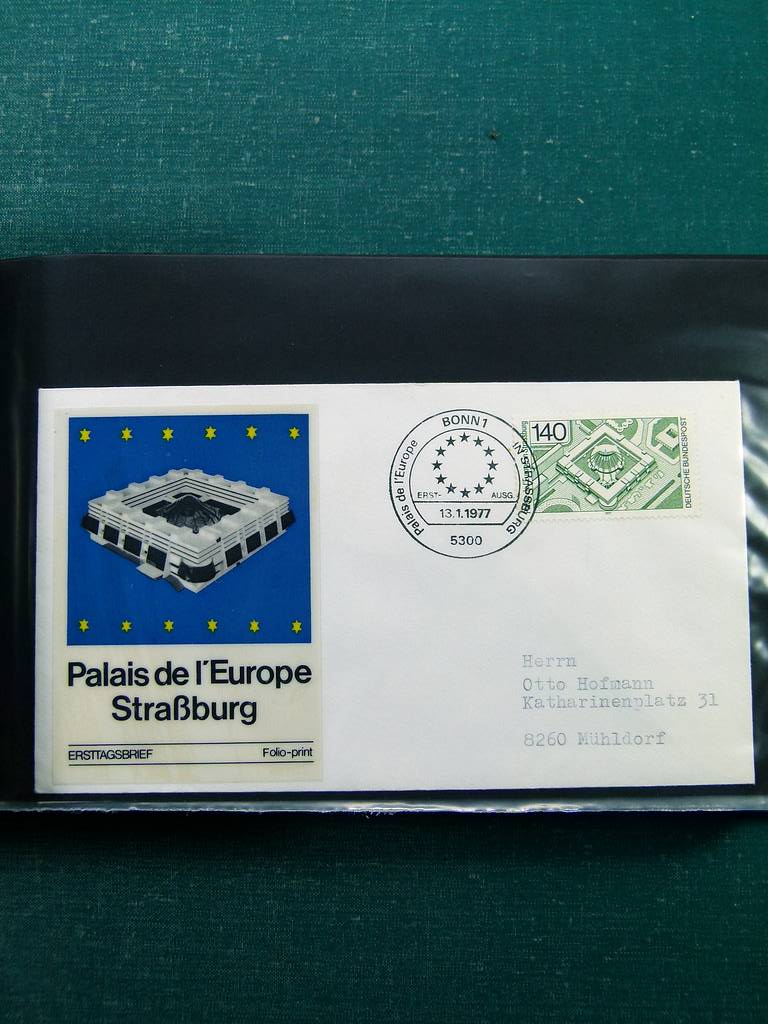 Palais de l'Europe
Straßburg
ERSTTAGSBRIEF Folio-print
BONN 1
Palais de l'Europe
IN STRASSBURG
ERST- AUSG.
13.1.1977
5300
140
DEUTSCHE BUNDESPOST
Herrn
Otto Hofmann
Katharinenplatz 31
8260 Mühldorf